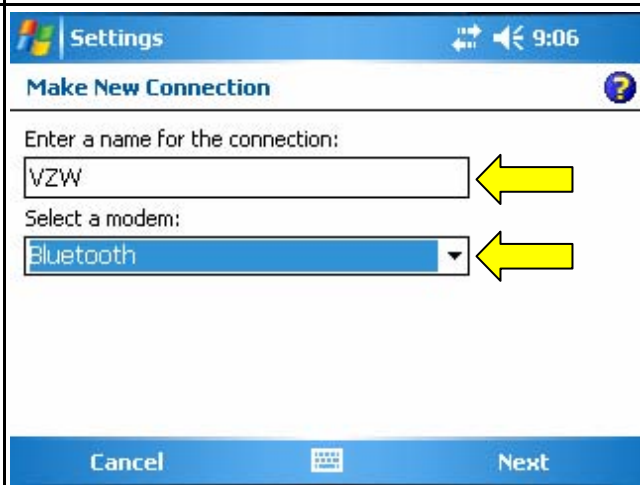 Settings 9:06
Make New Connection
Enter a name for the connection:
VZW
Select a modem:
Bluetooth
Cancel Next